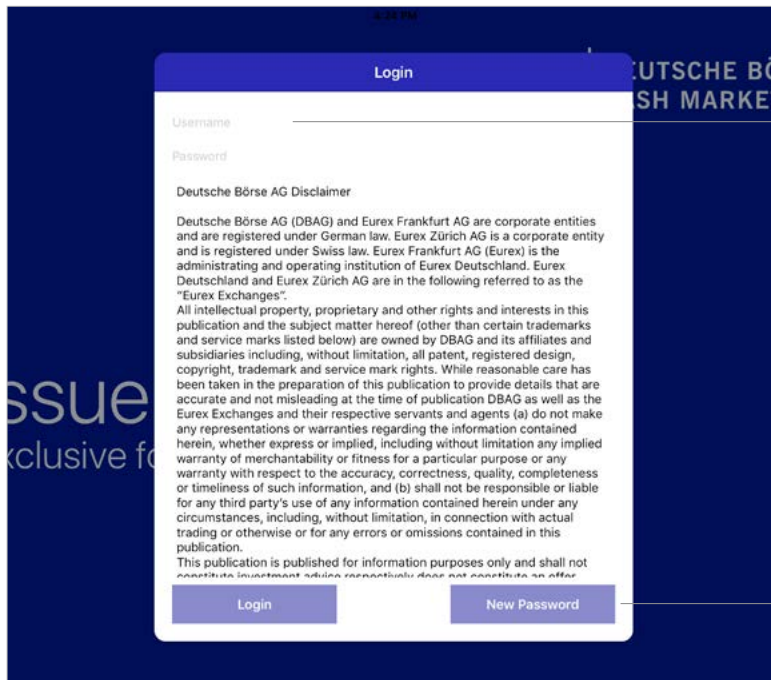 4:24 PM
Login
EUTSCHE BÖ
SH MARKE
Username
Password
Deutsche Börse AG Disclaimer
Deutsche Börse AG (DBAG) and Eurex Frankfurt AG are corporate entities
and are registered under German law. Eurex Zürich AG is a corporate entity
and is registered under Swiss law. Eurex Frankfurt AG (Eurex) is the
administrating and operating institution of Eurex Deutschland. Eurex
Deutschland and Eurex Zürich AG are in the following referred to as the
“Eurex Exchanges”.
All intellectual property, proprietary and other rights and interests in this
publication and the subject matter hereof (other than certain trademarks
and service marks listed below) are owned by DBAG and its affiliates and
subsidiaries including, without limitation, all patent, registered design,
copyright, trademark and service mark rights. While reasonable care has
been taken in the preparation of this publication to provide details that are
accurate and not misleading at the time of publication DBAG as well as the
Eurex Exchanges and their respective servants and agents (a) do not make
any representations or warranties regarding the information contained
herein, whether express or implied, including without limitation any implied
warranty of merchantability or fitness for a particular purpose or any
warranty with respect to the accuracy, correctness, quality, completeness
or timeliness of such information, and (b) shall not be responsible or liable
for any third party’s use of any information contained herein under any
circumstances, including, without limitation, in connection with actual
trading or otherwise or for any errors or omissions contained in this
publication.
This publication is published for information purposes only and shall not
constitute investment advice respectively does not constitute an offer
ssue
xclusive fo
Login
New Password